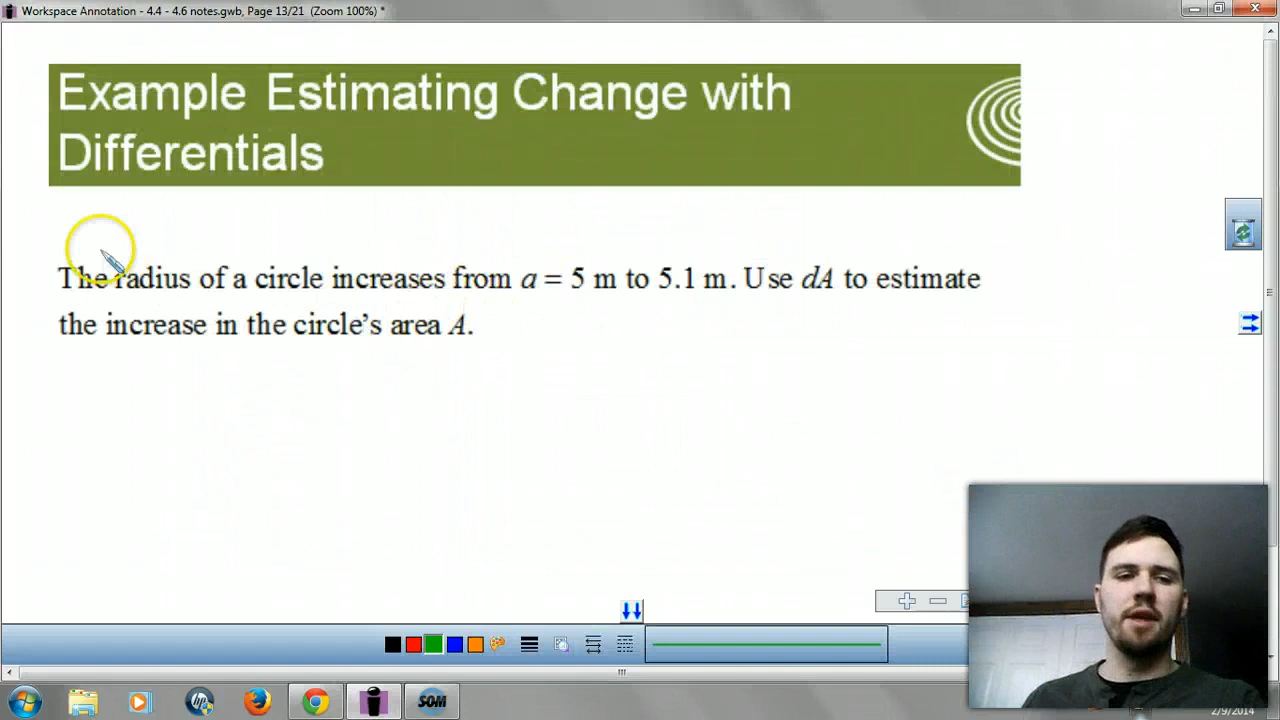 Workspace Annotation - 4.4 - 4.6 notes.gwb, Page 13/21 (Zoom 100%) *
Example Estimating Change with
Differentials
The radius of a circle increases from a = 5 m to 5.1 m. Use dA to estimate
the increase in the circle's area A.
SOM
2/9/2014